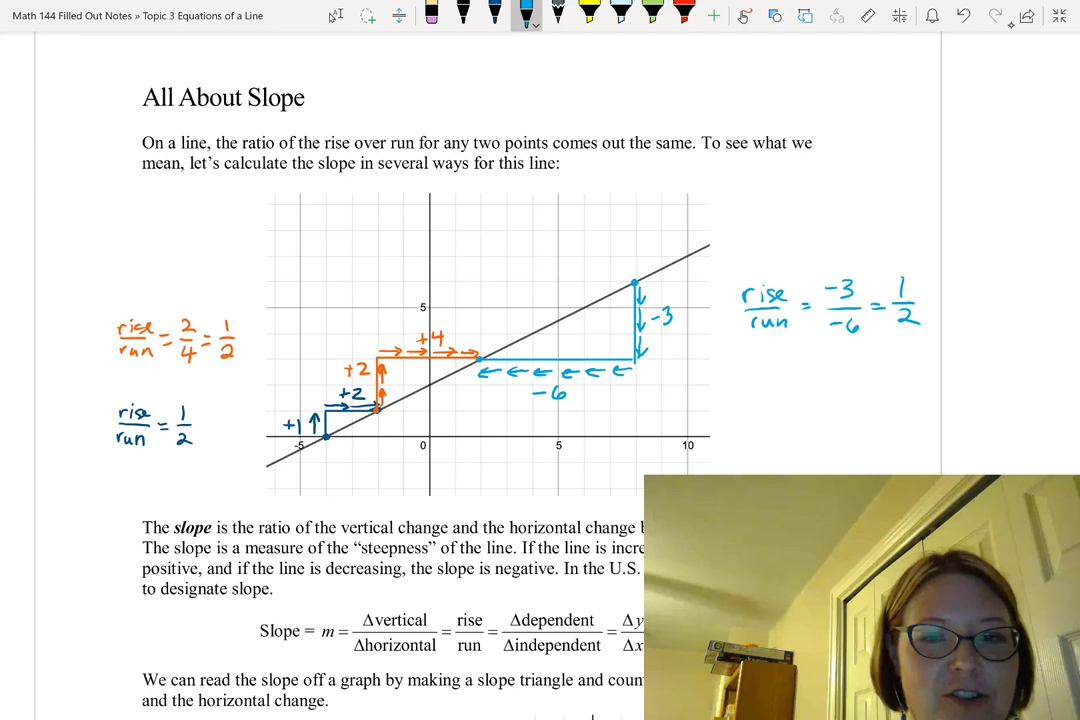 Math 144 Filled Out Notes » Topic 3 Equations of a Line
All About Slope
On a line, the ratio of the rise over run for any two points comes out the same. To see what we
mean, let's calculate the slope in several ways for this line:
rise/run = 2/4 = 1/2
rise/run = 1/2
5
-5
0
5
10
+1
+2
+2
+4
-3
-6
rise/run = -3/-6 = 1/2
The slope is the ratio of the vertical change and the horizontal change
The slope is a measure of the “steepness” of the line. If the line is incre
positive, and if the line is decreasing, the slope is negative. In the U.S.
to designate slope.
Slope = m = Δvertical/Δhorizontal = rise/run = Δdependent/Δindependent = Δy/Δx
We can read the slope off a graph by making a slope triangle and coun
and the horizontal change.